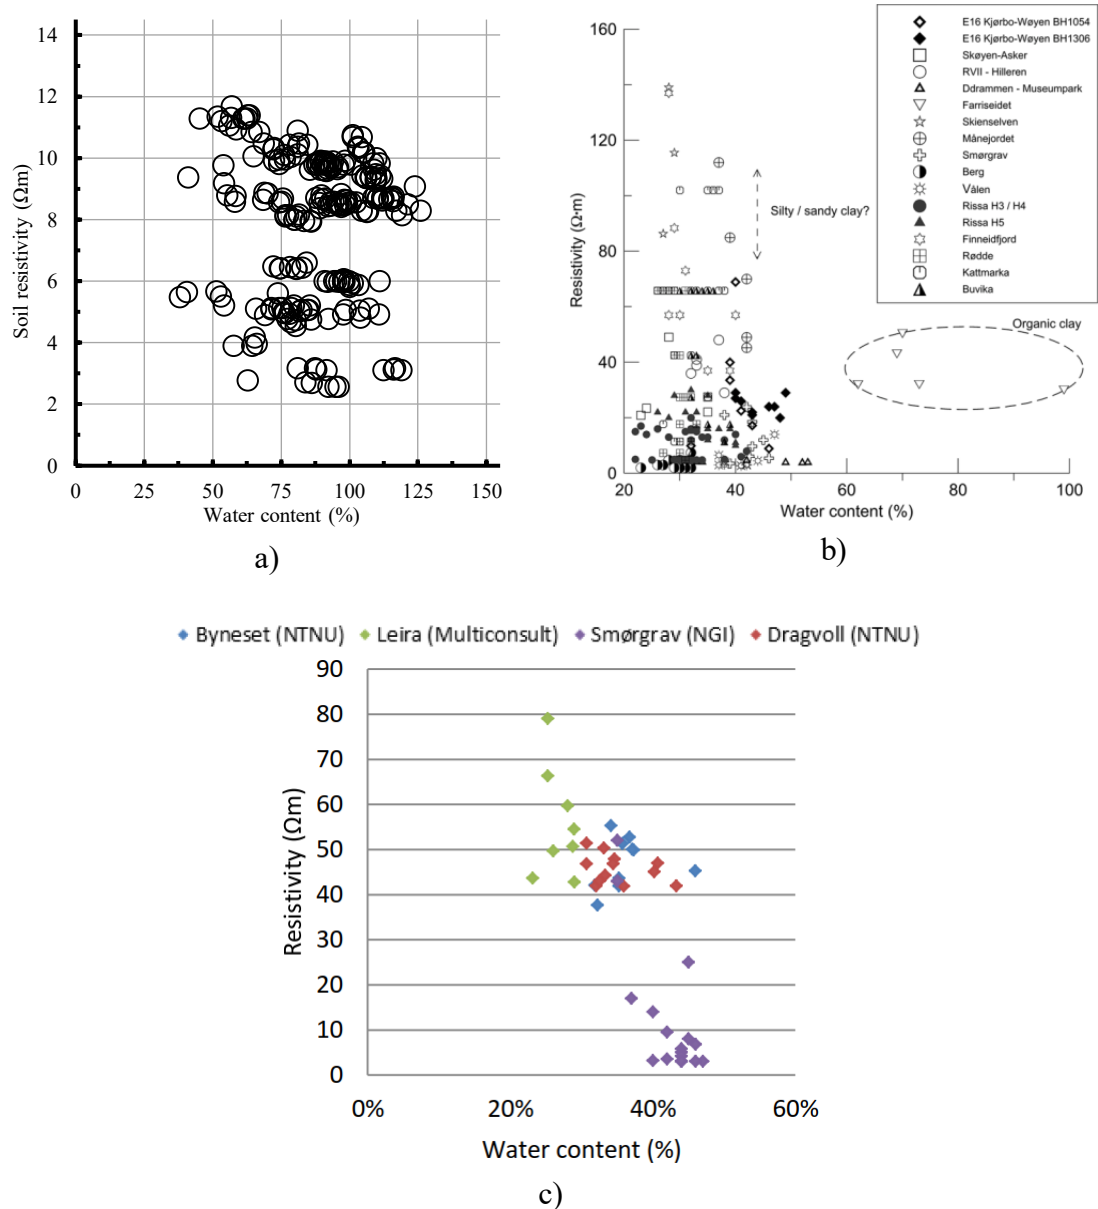 14
12
10
8
6
4
2
0
Soil resistivity (Ωm)
0 25 50 75 100 125 150
Water content (%)
a)
160
120
80
40
0
Resistivity (Ω·m)
20 40 60 80 100
Water content (%)
Silty / sandy clay?
Organic clay
E16 Kjørbo-Wøyen BH1054
E16 Kjørbo-Wøyen BH1306
Skøyen-Asker
RVII - Hilleren
Ddrammen - Museumpark
Farriseidet
Skienselven
Månejordet
Smørgrav
Berg
Vålen
Rissa H3 / H4
Rissa H5
Finneidfjord
Rødde
Kattmarka
Buvika
b)
Byneset (NTNU) Leira (Multiconsult) Smørgrav (NGI) Dragvoll (NTNU)
90
80
70
60
50
40
30
20
10
0
Resistivity (Ωm)
0% 20% 40% 60%
Water content (%)
c)